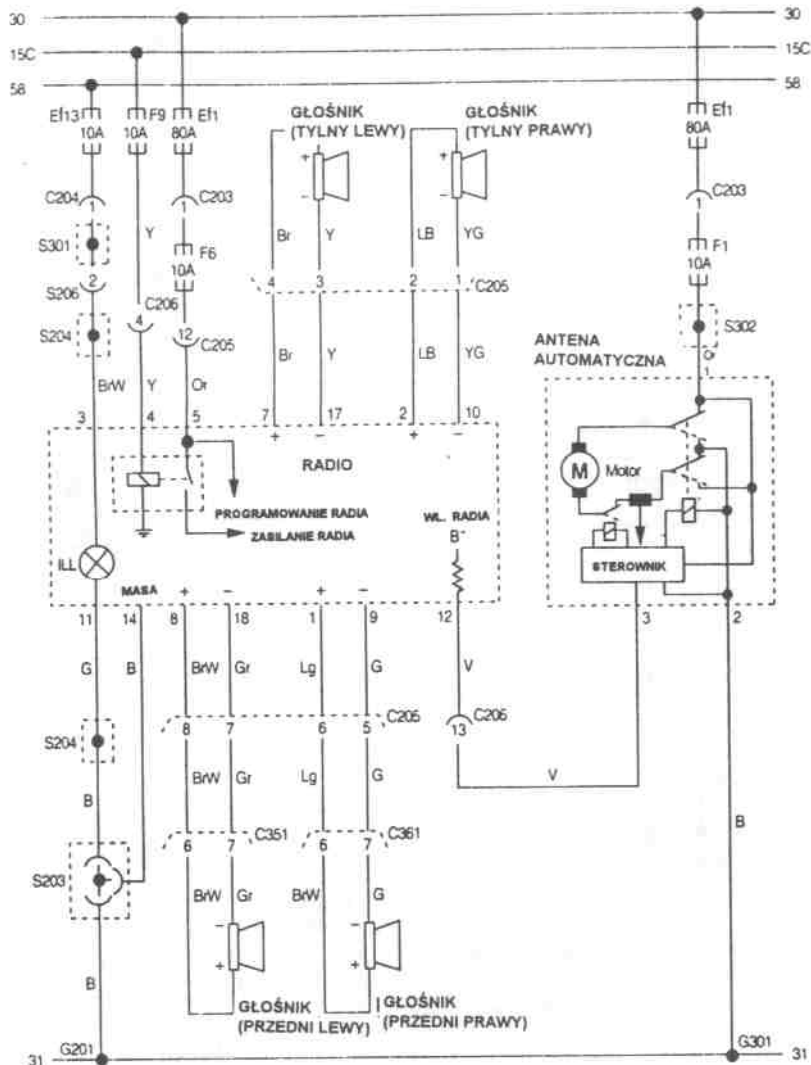 30 30
15C 15C
58 58
Ef13 F9 Ef1 Ef1
10A 10A 80A 80A
GŁOŚNIK
(TYLNY LEWY)
GŁOŚNIK
(TYLNY PRAWY)
+ +
- -
C204 1 1 C203 1 C203
S301 Y F6 Br Y LB YG F1
10A 10A
2 4 3 2 1 C205
S206 C206
4 12 C205
S204 S302
Br Y LB YG
ANTENA
AUTOMATYCZNA
Or
1
BrW Y Or
3 4 5 7 17 2 10
+ - + -
RADIO
M Motor
PROGRAMOWANIE RADIA
ZASILANIE RADIA
WŁ. RADIA
B+
STEROWNIK
ILL
MASA + - + -
11 14 8 18 1 9 12 3 2
G B BrW Gr Lg G V
8 7 6 5 C205
13 C206
S204
BrW Gr Lg G V
B B
6 7 C351 6 7 C361
S203
BrW Gr BrW G
- -
+ +
B
GŁOŚNIK
(PRZEDNI LEWY)
GŁOŚNIK
(PRZEDNI PRAWY)
31 G201 G301 31